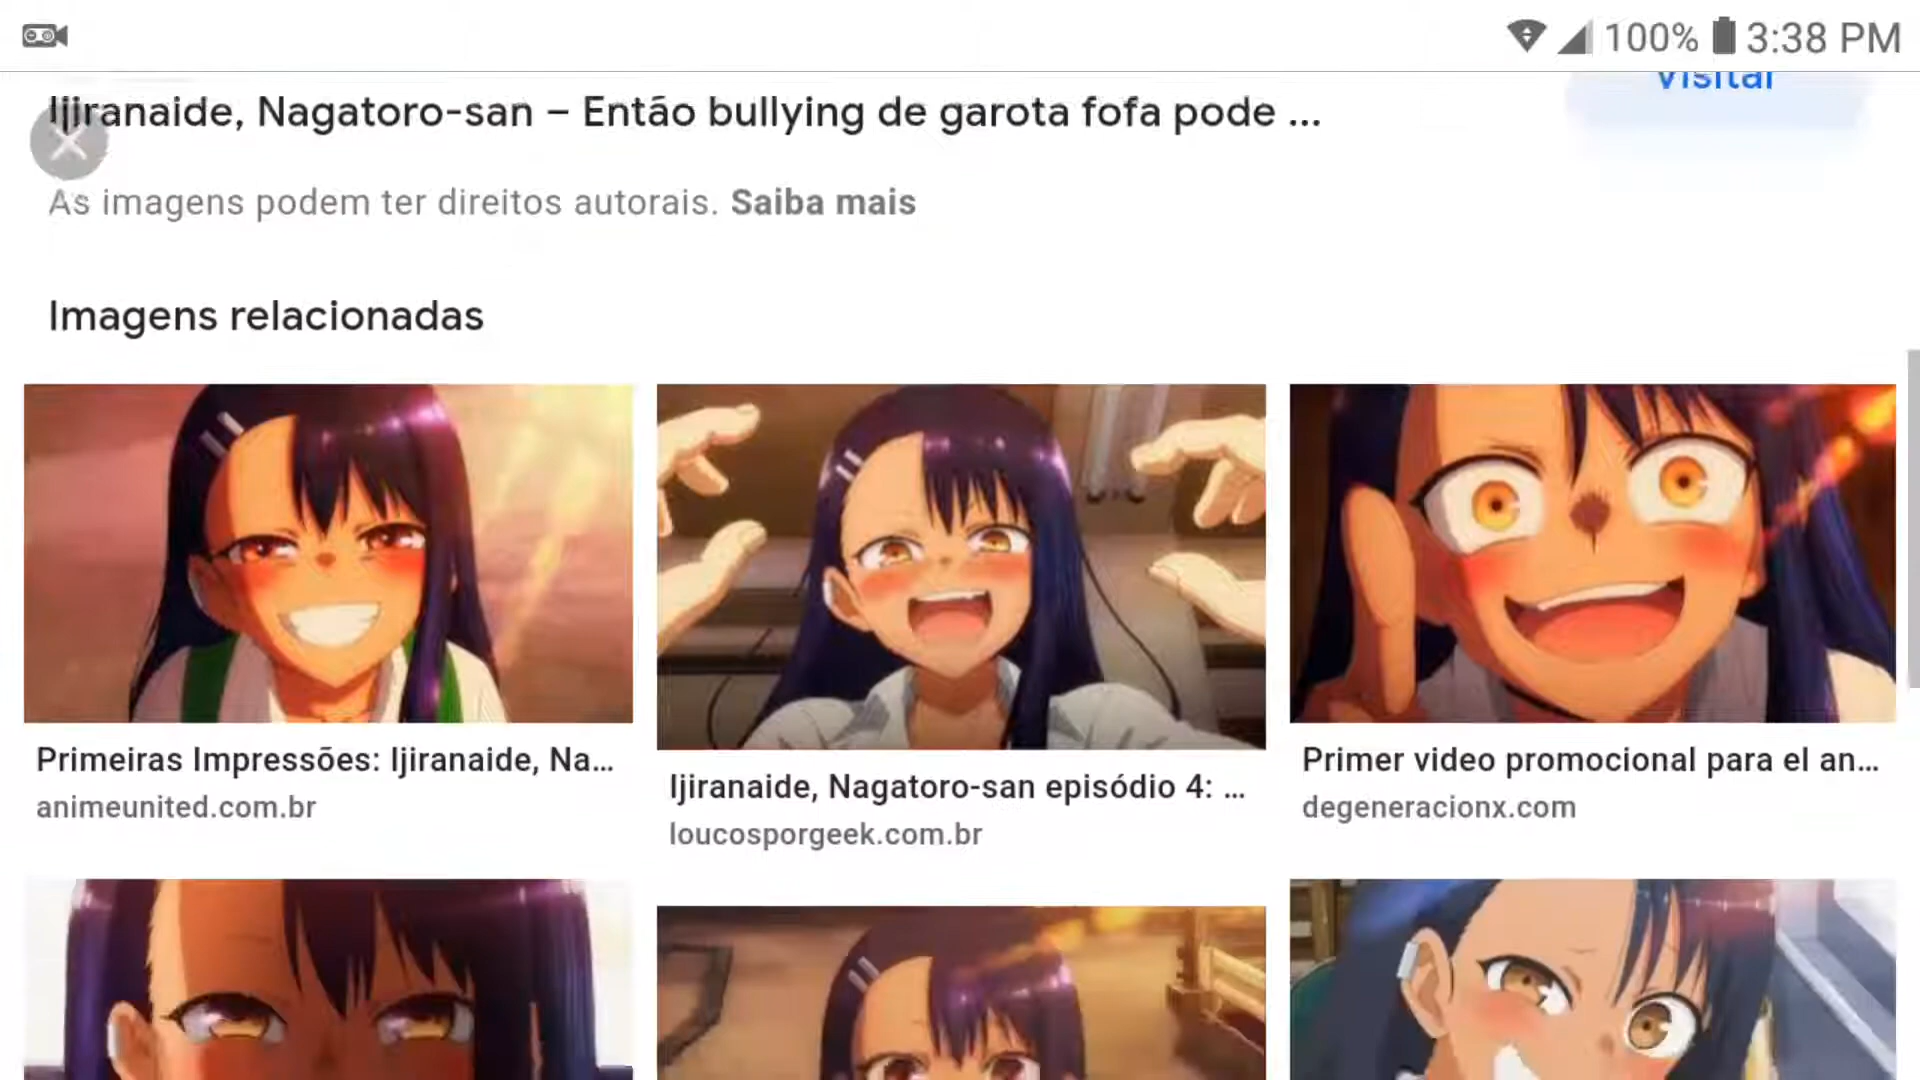 100% 3:38 PM
Visitar
Ijiranaide, Nagatoro-san – Então bullying de garota fofa pode ...
As imagens podem ter direitos autorais. Saiba mais
Imagens relacionadas
Primeiras Impressões: Ijiranaide, Na...
animeunited.com.br
Ijiranaide, Nagatoro-san episódio 4: ...
loucosporgeek.com.br
Primer video promocional para el an...
degeneracionx.com